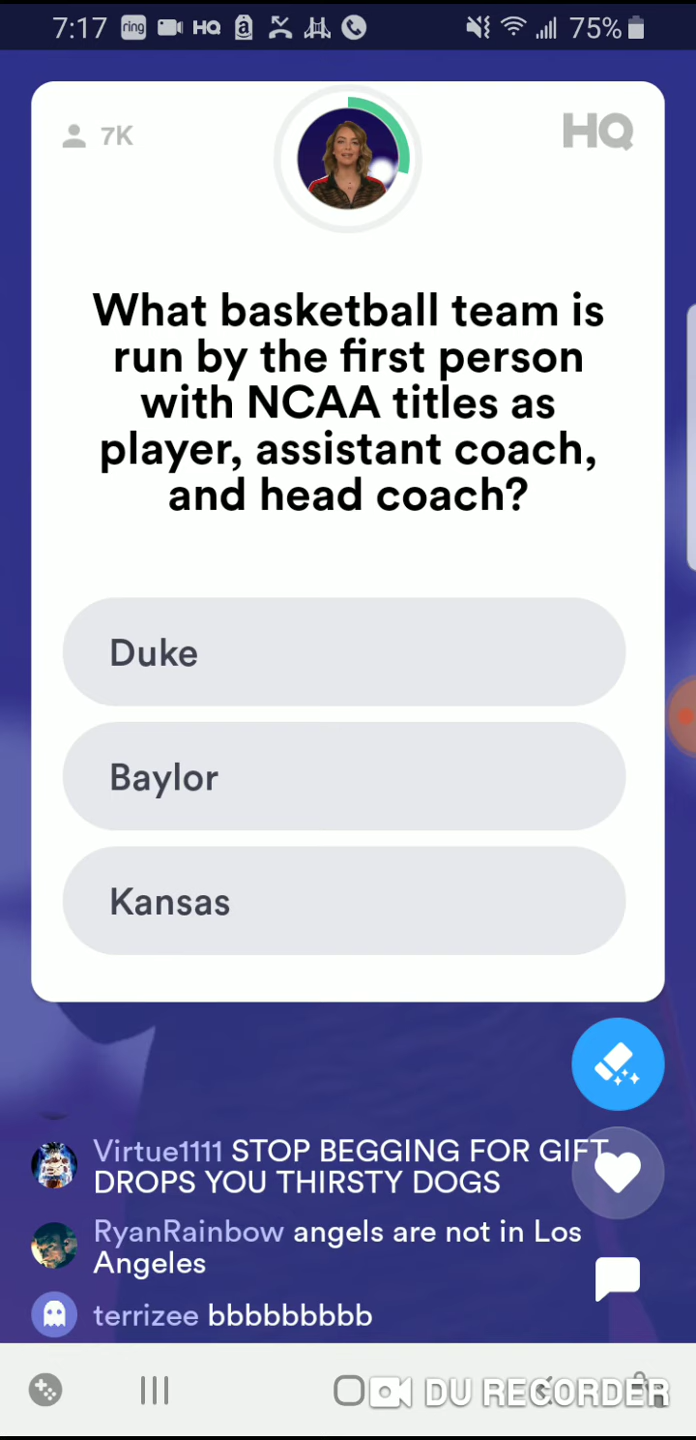 7:17 ring HQ a 75%
7K HQ
What basketball team is
run by the first person
with NCAA titles as
player, assistant coach,
and head coach?
Duke
Baylor
Kansas
Virtue1111 STOP BEGGING FOR GIFT
DROPS YOU THIRSTY DOGS
RyanRainbow angels are not in Los
Angeles
terrizee bbbbbbbbb
DU RECORDER